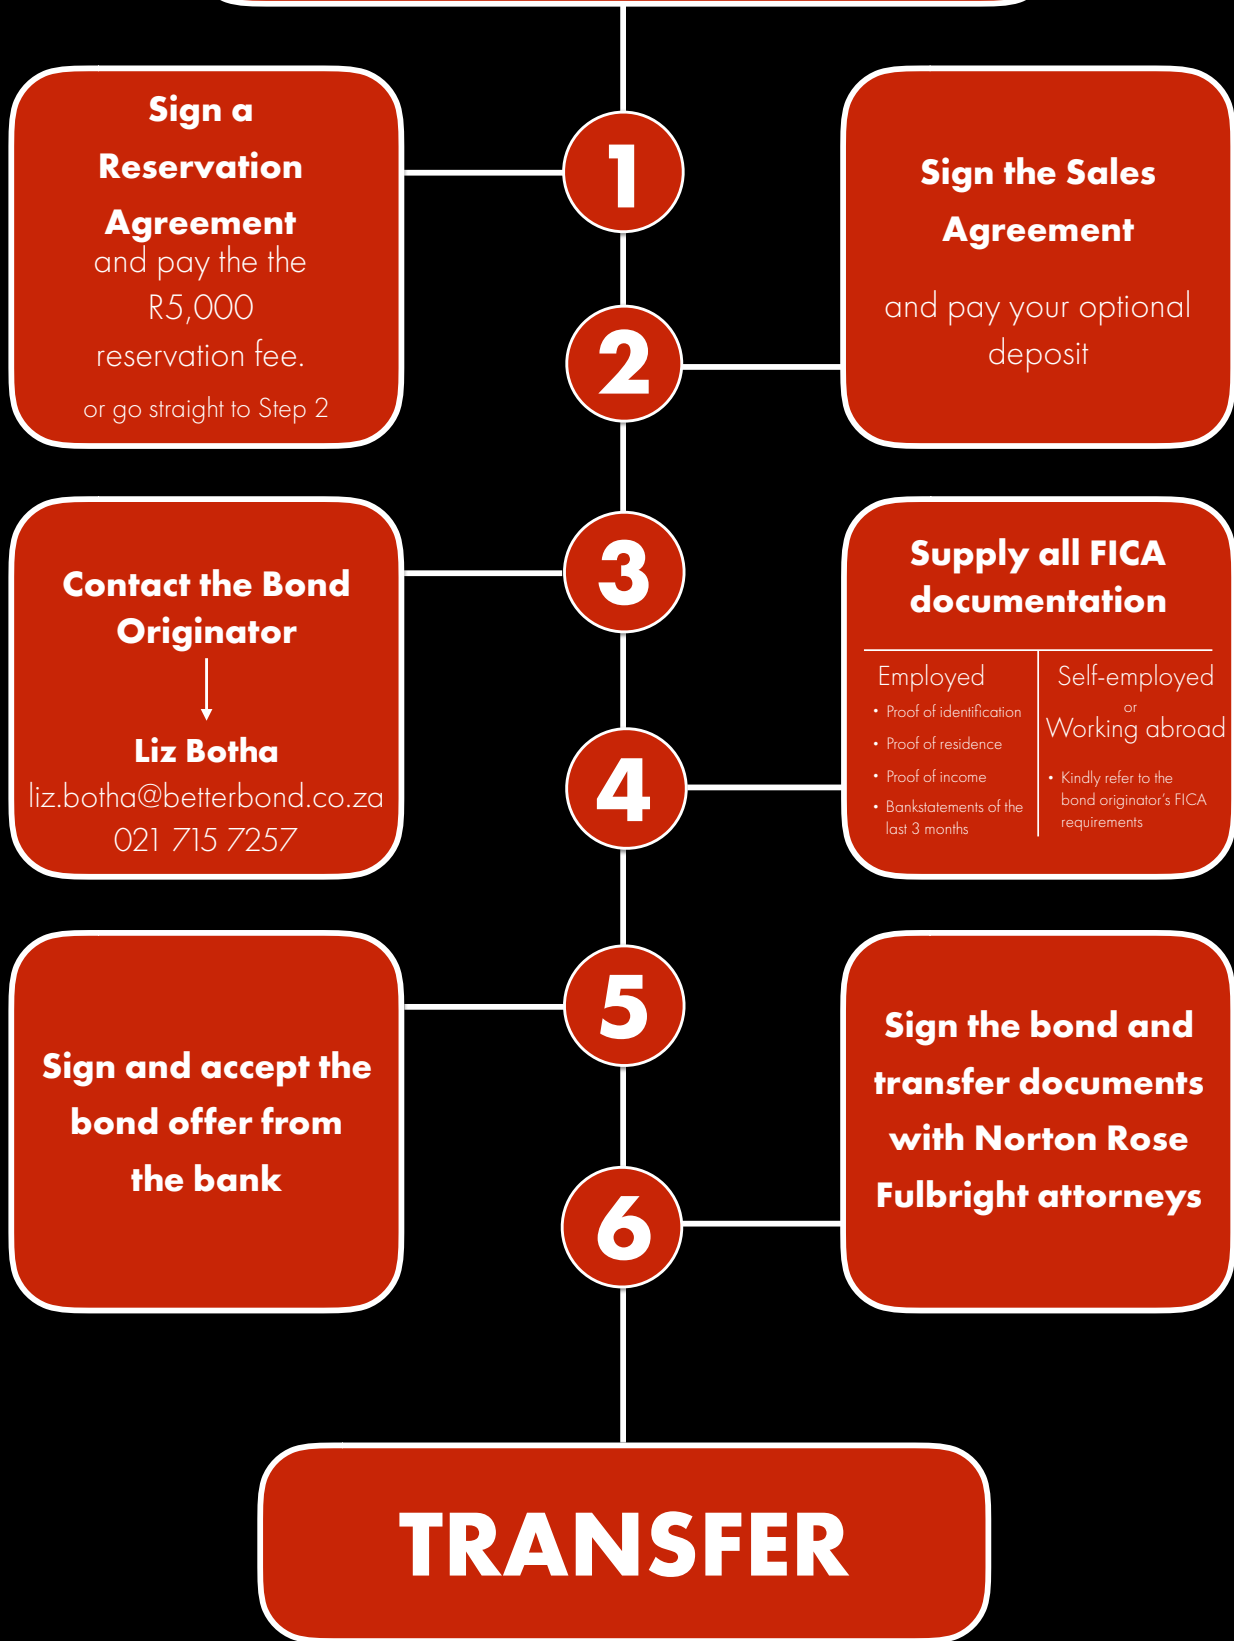 1
Sign a
Reservation
Agreement
and pay the the
R5,000
reservation fee.
or go straight to Step 2
2
Sign the Sales
Agreement
and pay your optional
deposit
3
Contact the Bond
Originator
Liz Botha
liz.botha@betterbond.co.za
021 715 7257
4
Supply all FICA
documentation
Employed
• Proof of identification
• Proof of residence
• Proof of income
• Bankstatements of the
last 3 months
Self-employed
or
Working abroad
• Kindly refer to the
bond originator's FICA
requirements
5
Sign and accept the
bond offer from
the bank
6
Sign the bond and
transfer documents
with Norton Rose
Fulbright attorneys
TRANSFER